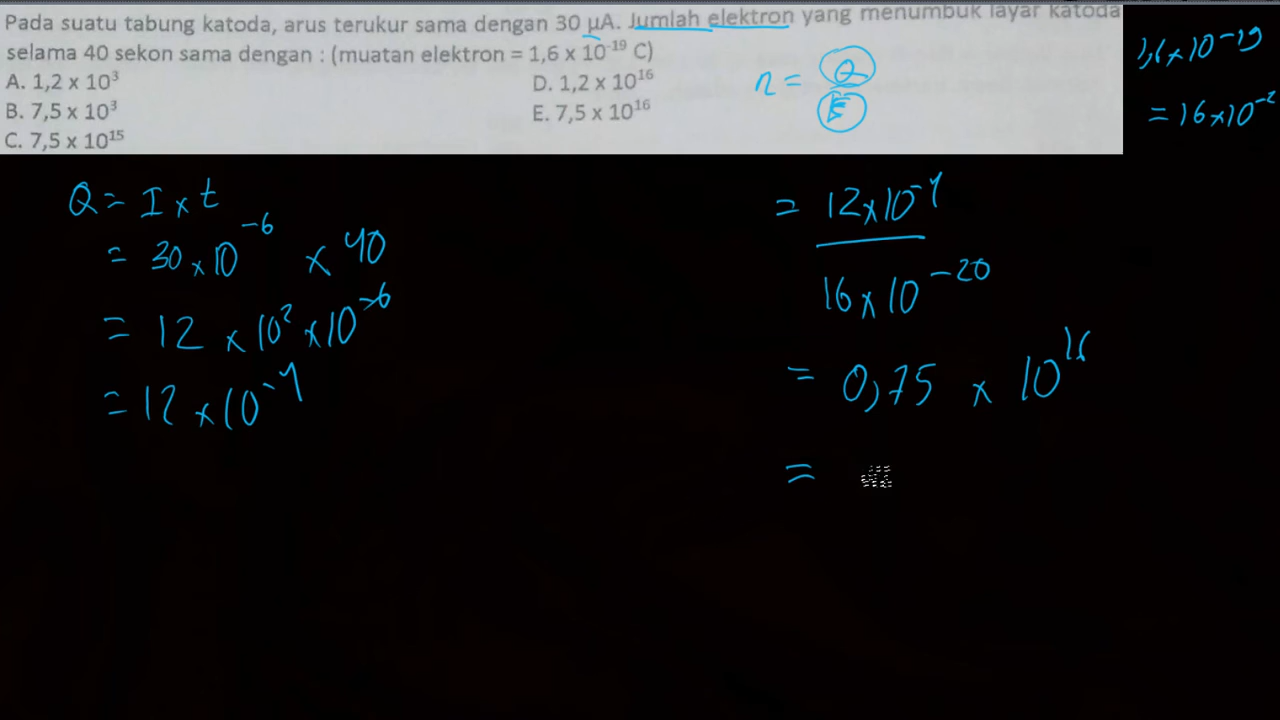 Pada suatu tabung katoda, arus terukur sama dengan 30 μA. Jumlah elektron yang menumbuk layar katoda
selama 40 sekon sama dengan : (muatan elektron = 1,6 x 10⁻¹⁹ C)
A. 1,2 x 10³
B. 7,5 x 10³
C. 7,5 x 10¹⁵
D. 1,2 x 10¹⁶
E. 7,5 x 10¹⁶
n = Q / E
1,6 x 10⁻¹⁹
= 16 x 10⁻²
Q = I x t
= 30 x 10⁻⁶ x 40
= 12 x 10² x 10⁻⁶
= 12 x 10⁻⁴
= 12 x 10⁻⁴
16 x 10⁻²⁰
= 0,75 x 10¹⁶
=